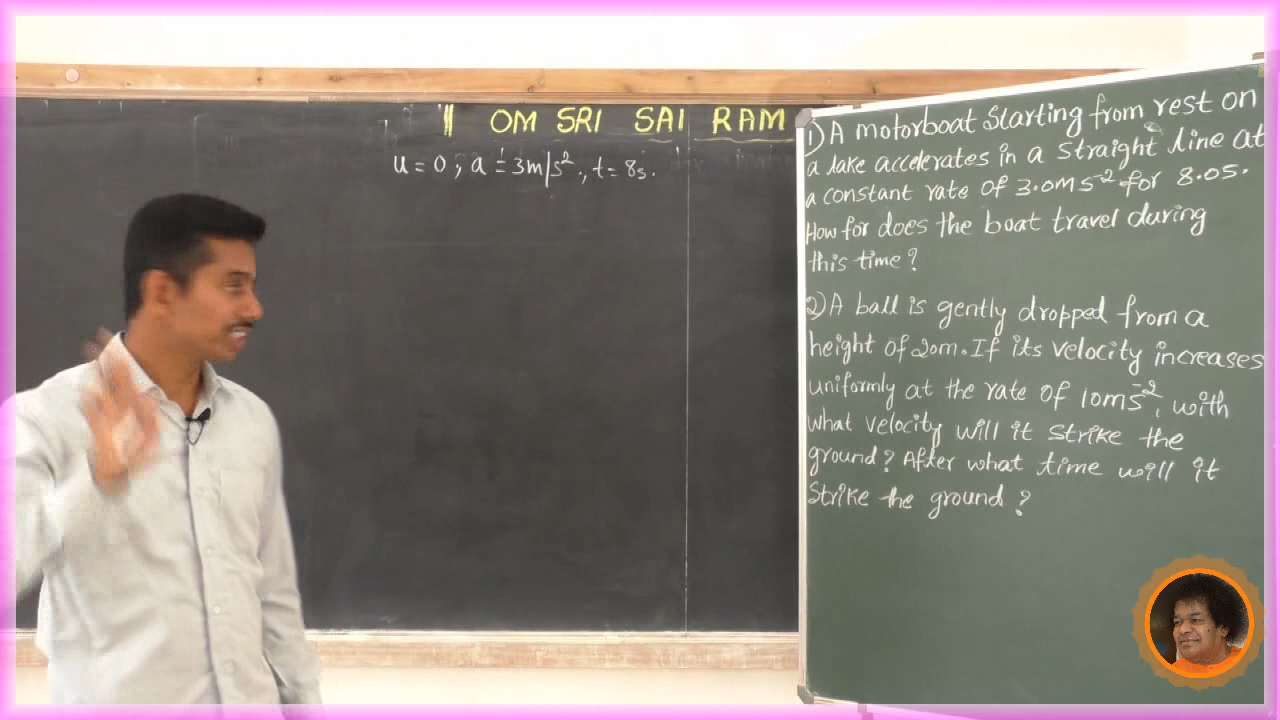 ॥ OM SRI SAI RAM
u = 0, a = 3m/s², t = 8s.
1) A motorboat starting from rest on
a lake accelerates in a straight line at
a constant rate of 3.0ms⁻² for 8.0s.
How for does the boat travel during
this time?
2) A ball is gently dropped from a
height of 20m. If its velocity increases
uniformly at the rate of 10ms⁻², with
what velocity will it strike the
ground? After what time will it
strike the ground?